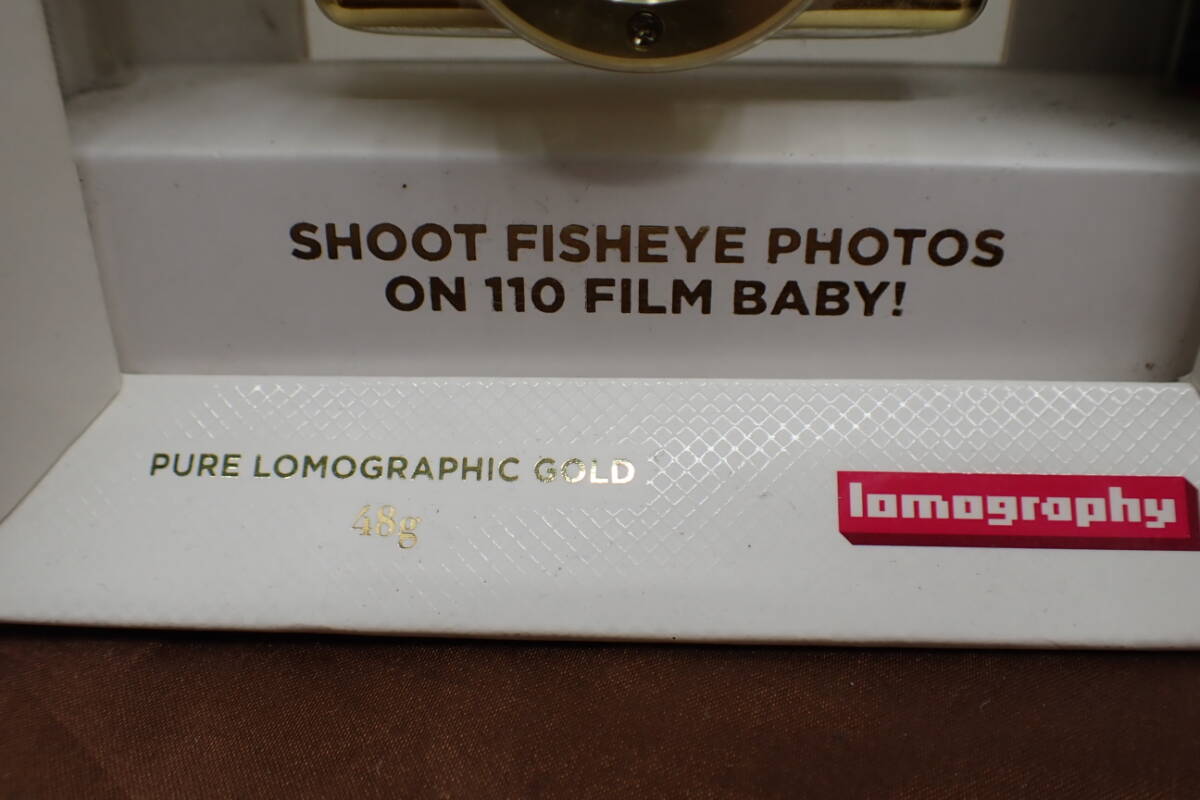 SHOOT FISHEYE PHOTOS
ON 110 FILM BABY!
PURE LOMOGRAPHIC GOLD
48g
lomography